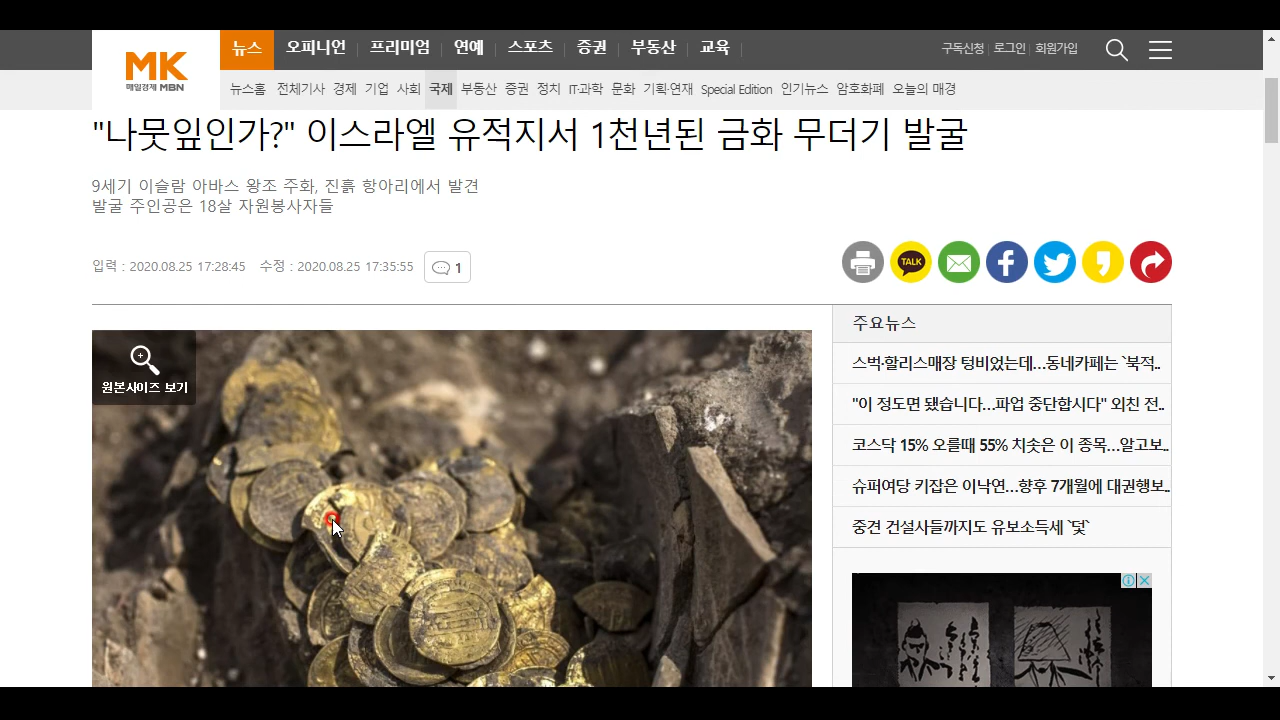 MK
매일경제 MBN
뉴스 오피니언 프리미엄 연예 스포츠 증권 부동산 교육
구독신청 로그인 회원가입
뉴스홈 전체기사 경제 기업 사회 국제 부동산 증권 정치 IT·과학 문화 기획·연재 Special Edition 인기뉴스 암호화폐 오늘의 매경
"나뭇잎인가?" 이스라엘 유적지서 1천년된 금화 무더기 발굴
9세기 이슬람 아바스 왕조 주화, 진흙 항아리에서 발견
발굴 주인공은 18살 자원봉사자들
입력 : 2020.08.25 17:28:45 수정 : 2020.08.25 17:35:55
1
TALK
원본사이즈 보기
주요뉴스
스벅·할리스매장 텅비었는데…동네카페는 `북적..
"이 정도면 됐습니다…파업 중단합시다" 외친 전..
코스닥 15% 오를때 55% 치솟은 이 종목…알고보..
슈퍼여당 키잡은 이낙연…향후 7개월에 대권행보..
중견 건설사들까지도 유보소득세 `덫`